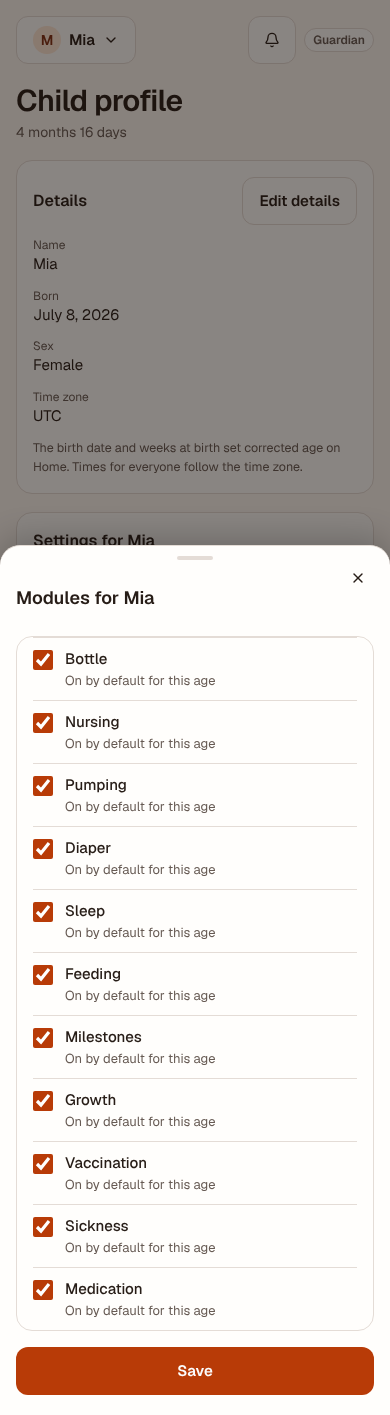 M Mia
Guardian
Child profile
4 months 16 days
Details
Edit details
Name
Mia
Born
July 8, 2026
Sex
Female
Time zone
UTC
The birth date and weeks at birth set corrected age on
Home. Times for everyone follow the time zone.
Settings for Mia
Modules for Mia
Bottle
On by default for this age
Nursing
On by default for this age
Pumping
On by default for this age
Diaper
On by default for this age
Sleep
On by default for this age
Feeding
On by default for this age
Milestones
On by default for this age
Growth
On by default for this age
Vaccination
On by default for this age
Sickness
On by default for this age
Medication
On by default for this age
Save